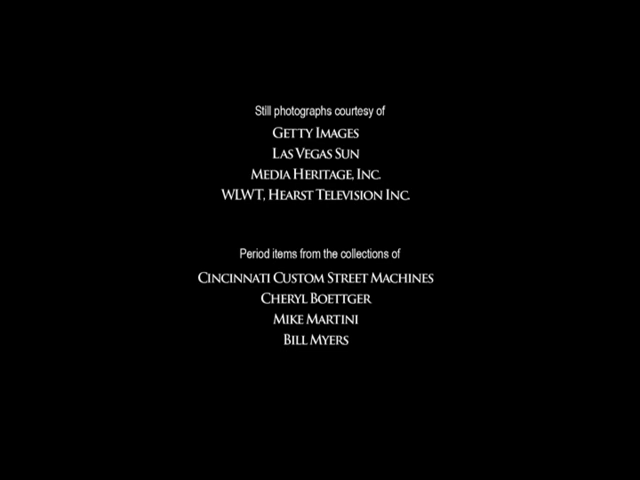 Still photographs courtesy of
GETTY IMAGES
LAS VEGAS SUN
MEDIA HERITAGE, INC.
WLWT, HEARST TELEVISION INC.
Period items from the collections of
CINCINNATI CUSTOM STREET MACHINES
CHERYL BOETTGER
MIKE MARTINI
BILL MYERS